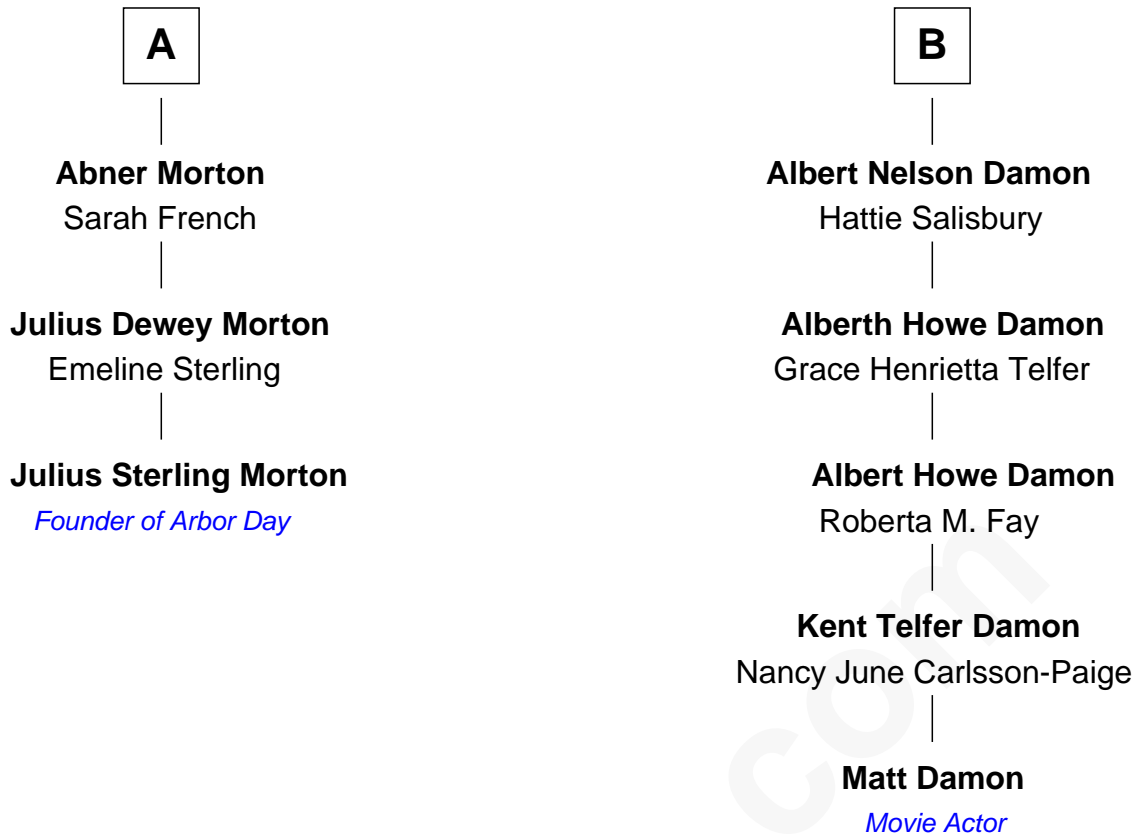 A
Abner Morton
Sarah French
Julius Dewey Morton
Emeline Sterling
Julius Sterling Morton
Founder of Arbor Day
B
Albert Nelson Damon
Hattie Salisbury
Alberth Howe Damon
Grace Henrietta Telfer
Albert Howe Damon
Roberta M. Fay
Kent Telfer Damon
Nancy June Carlsson-Paige
Matt Damon
Movie Actor
com